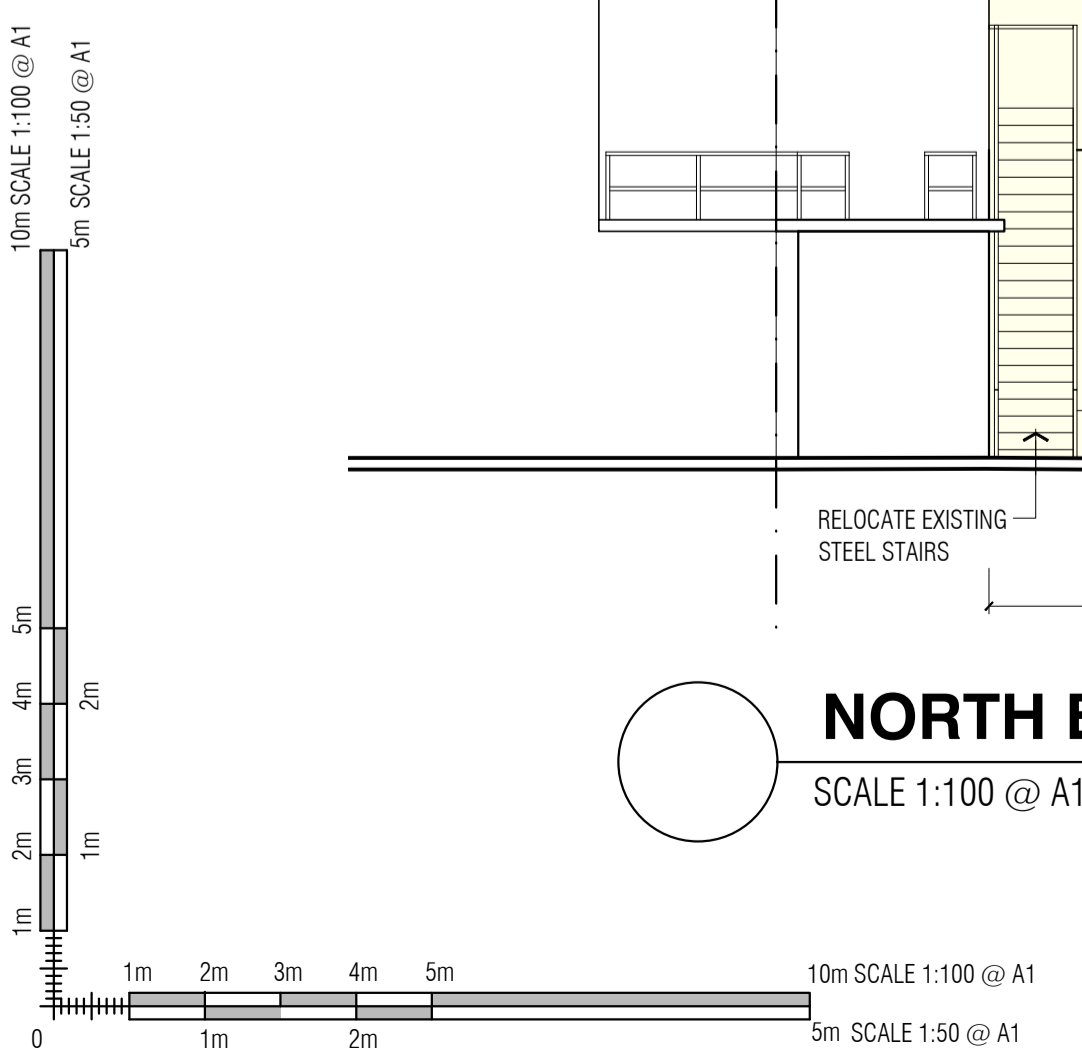 10m SCALE 1:100 @ A1
5m SCALE 1:50 @ A1
RELOCATE EXISTING
STEEL STAIRS
5m
4m
2m
3m
2m
1m
1m
NORTH
SCALE 1:100 @ A1
1m 2m 3m 4m 5m
10m SCALE 1:100 @ A1
0
1m 2m
5m SCALE 1:50 @ A1